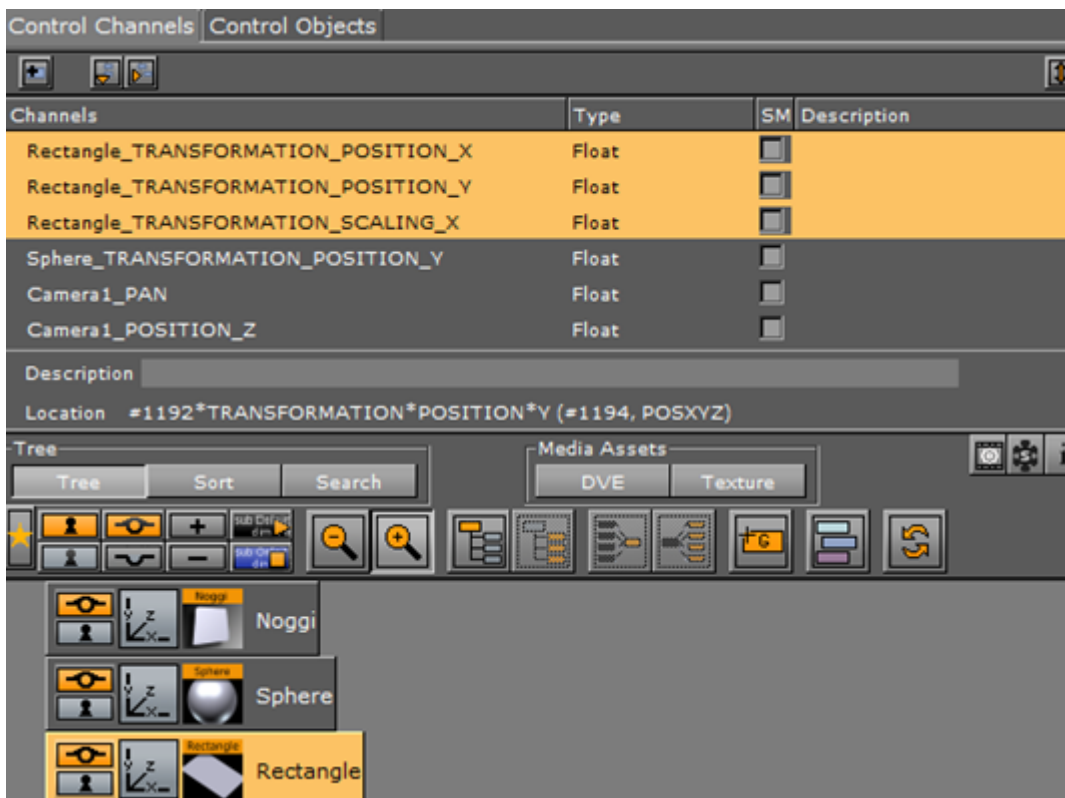 Control Channels Control Objects
Channels Type SM Description
Rectangle_TRANSFORMATION_POSITION_X Float
Rectangle_TRANSFORMATION_POSITION_Y Float
Rectangle_TRANSFORMATION_SCALING_X Float
Sphere_TRANSFORMATION_POSITION_Y Float
Camera1_PAN Float
Camera1_POSITION_Z Float
Description
Location #1192*TRANSFORMATION*POSITION*Y (#1194, POSXYZ)
Tree Media Assets
Tree Sort Search DVE Texture
S
G
Noggi
Y Z X Noggi
Sphere
Y Z X Sphere
Rectangle
Y Z X Rectangle